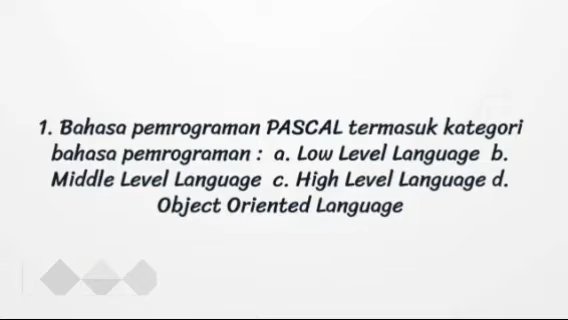 1. Bahasa pemrograman PASCAL termasuk kategori
bahasa pemrograman : a. Low Level Language b.
Middle Level Language c. High Level Language d.
Object Oriented Language